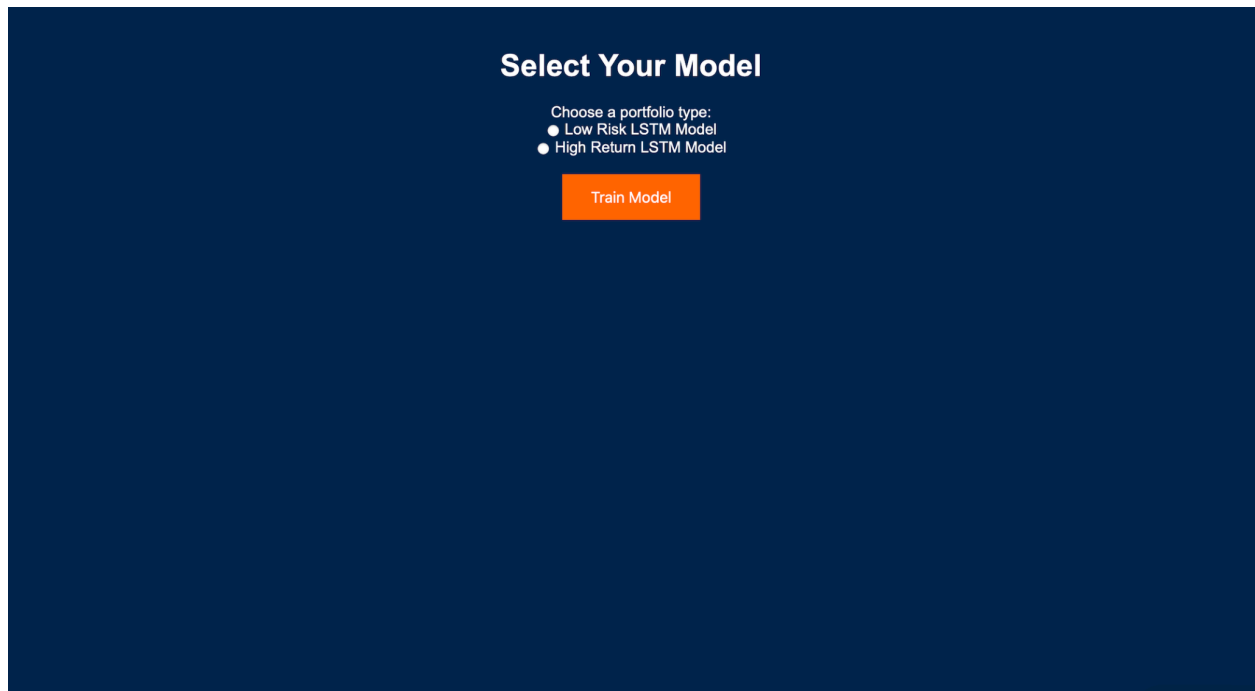 Select Your Model
Choose a portfolio type:
Low Risk LSTM Model
High Return LSTM Model
Train Model